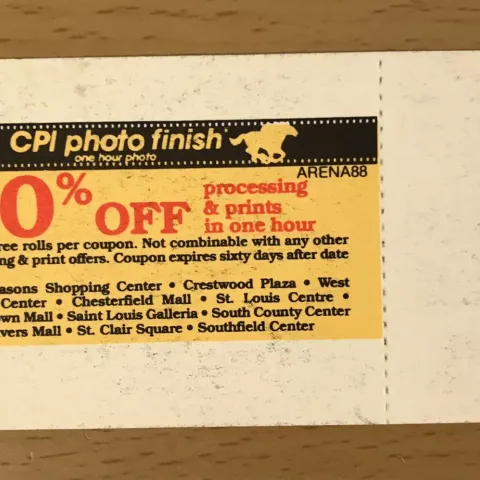 CPI photo finish
one hour photo
ARENA88
0% OFF
processing
& prints
in one hour
ree rolls per coupon. Not combinable with any other
ng & print offers. Coupon expires sixty days after date
asons Shopping Center • Crestwood Plaza • West
Center • Chesterfield Mall • St. Louis Centre •
own Mall • Saint Louis Galleria • South County Center
vers Mall • St. Clair Square • Southfield Center